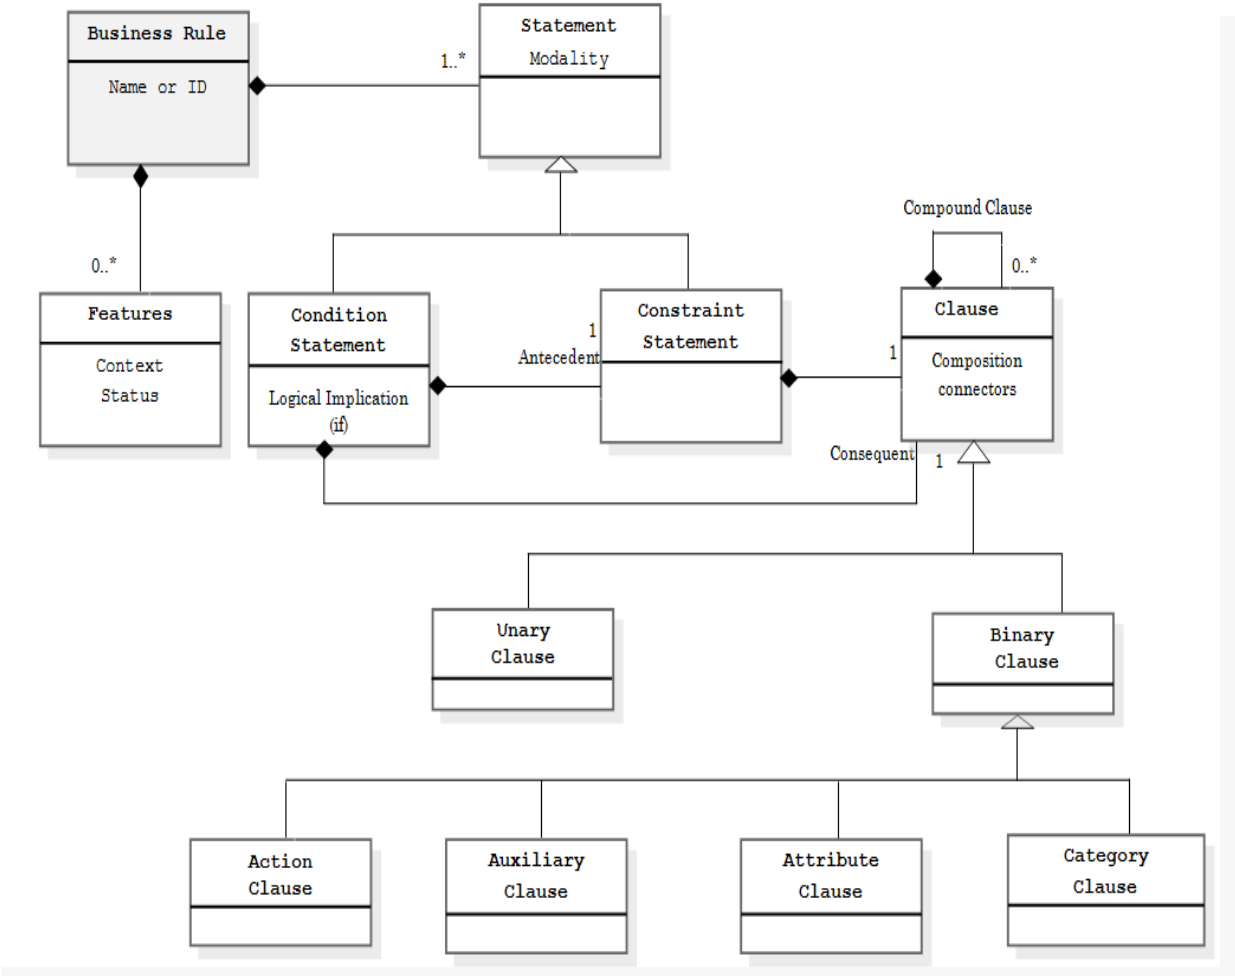 Business Rule
Name or ID
Statement
Modality
1..*
0..*
Features
Context
Status
Condition
Statement
Logical Implication
(if)
1
Antecedent
Constraint
Statement
Compound Clause
0..*
Clause
1
Composition
connectors
Consequent
1
Unary
Clause
Binary
Clause
Action
Clause
Auxiliary
Clause
Attribute
Clause
Category
Clause